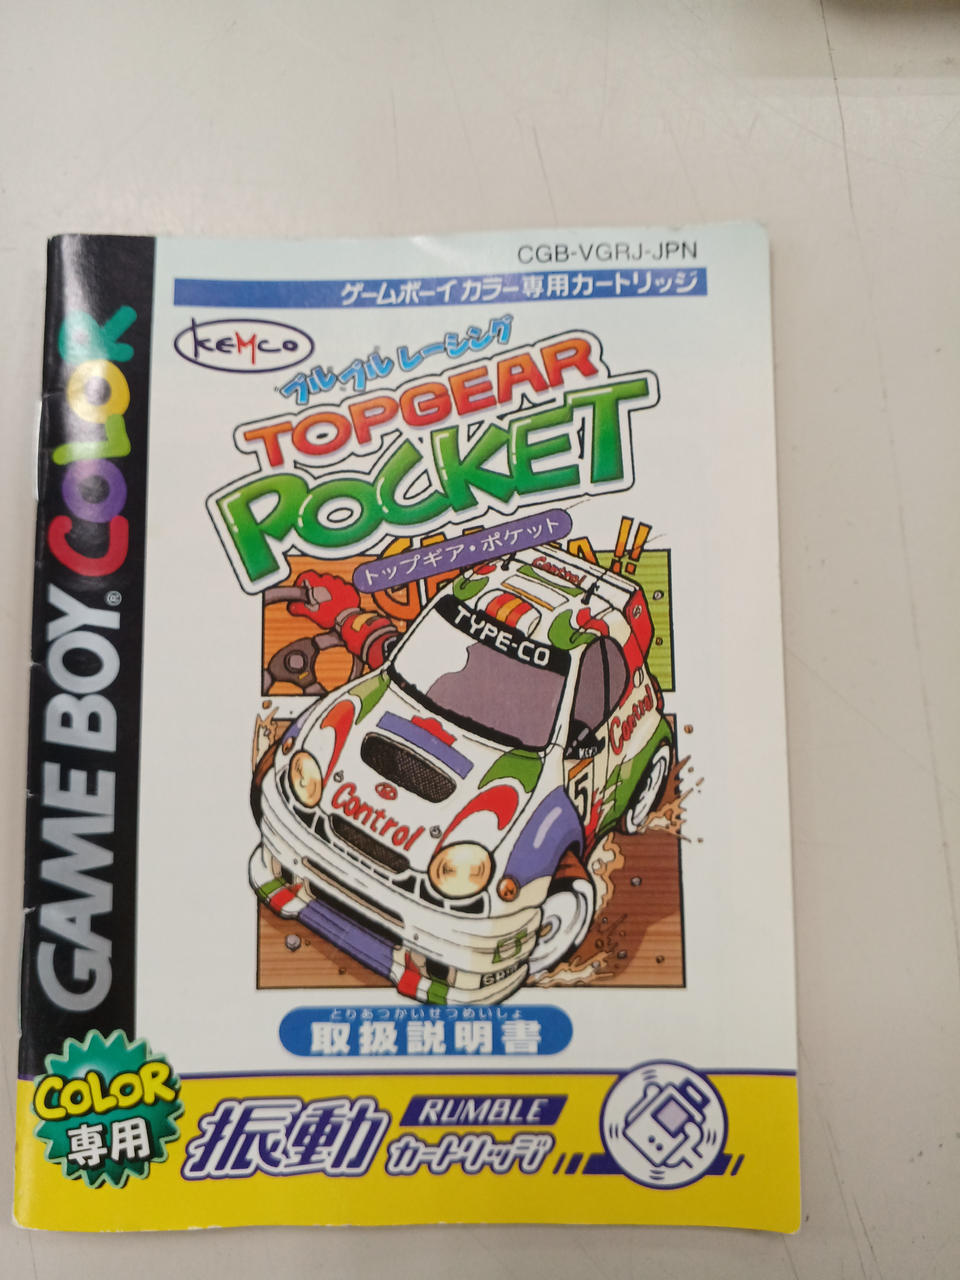 CGB-VGRJ-JPN
ゲームボーイカラー専用カートリッジ
KEMCO
ブルブルレーシング
TOPGEAR
POCKET
トップギア・ポケット
GAME BOY COLOR®
Control
TYPE-CO
Control
5
Control
とりあつかいせつめいしょ
取扱説明書
COLOR
専用
振動
RUMBLE
カートリッジ